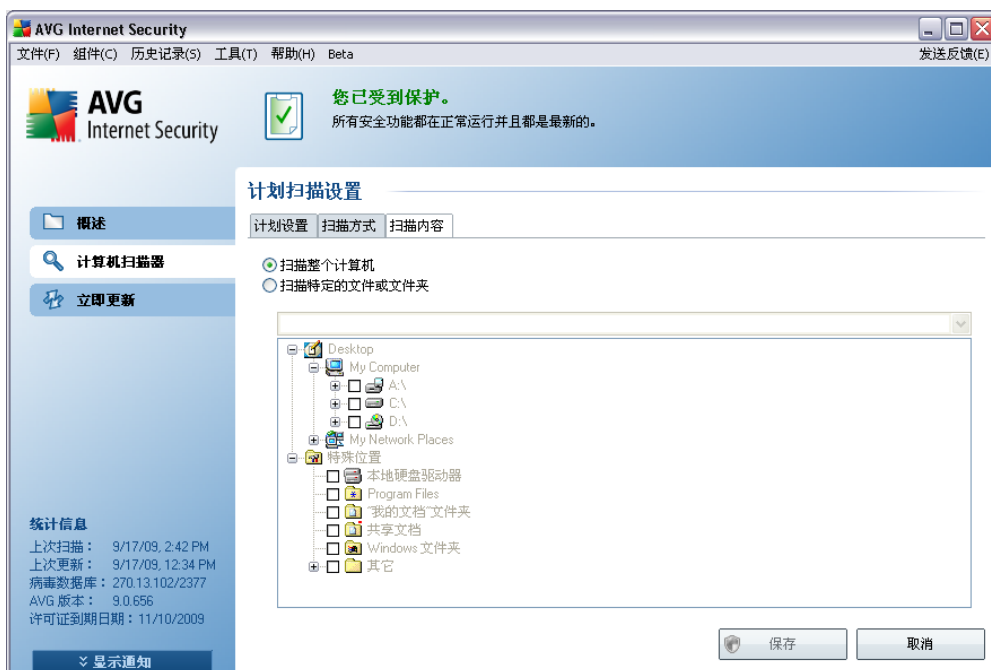 AVG Internet Security
文件(F) 组件(C) 历史记录(S) 工具(T) 帮助(H) Beta 发送反馈(E)
AVG
Internet Security
您已受到保护。
所有安全功能都在正常运行并且都是最新的。
计划扫描设置
概述
计算机扫描器
立即更新
计划设置 扫描方式 扫描内容
扫描整个计算机
扫描特定的文件或文件夹
Desktop
My Computer
A:\
C:\
D:\
My Network Places
特殊位置
本地硬盘驱动器
Program Files
"我的文档"文件夹
共享文档
Windows 文件夹
其它
统计信息
上次扫描： 9/17/09, 2:42 PM
上次更新： 9/17/09, 12:34 PM
病毒数据库：270.13.102/2377
AVG 版本： 9.0.656
许可证到期日期：11/10/2009
显示通知
保存 取消